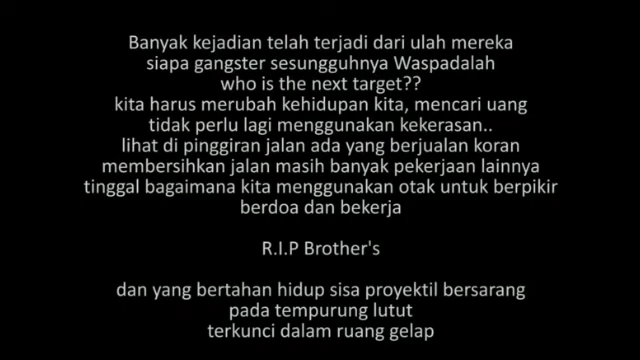 Banyak kejadian telah terjadi dari ulah mereka
siapa gangster sesungguhnya Waspadalah
who is the next target??
kita harus merubah kehidupan kita, mencari uang
tidak perlu lagi menggunakan kekerasan..
lihat di pinggiran jalan ada yang berjualan koran
membersihkan jalan masih banyak pekerjaan lainnya
tinggal bagaimana kita menggunakan otak untuk berpikir
berdoa dan bekerja
R.I.P Brother's
dan yang bertahan hidup sisa proyektil bersarang
pada tempurung lutut
terkunci dalam ruang gelap